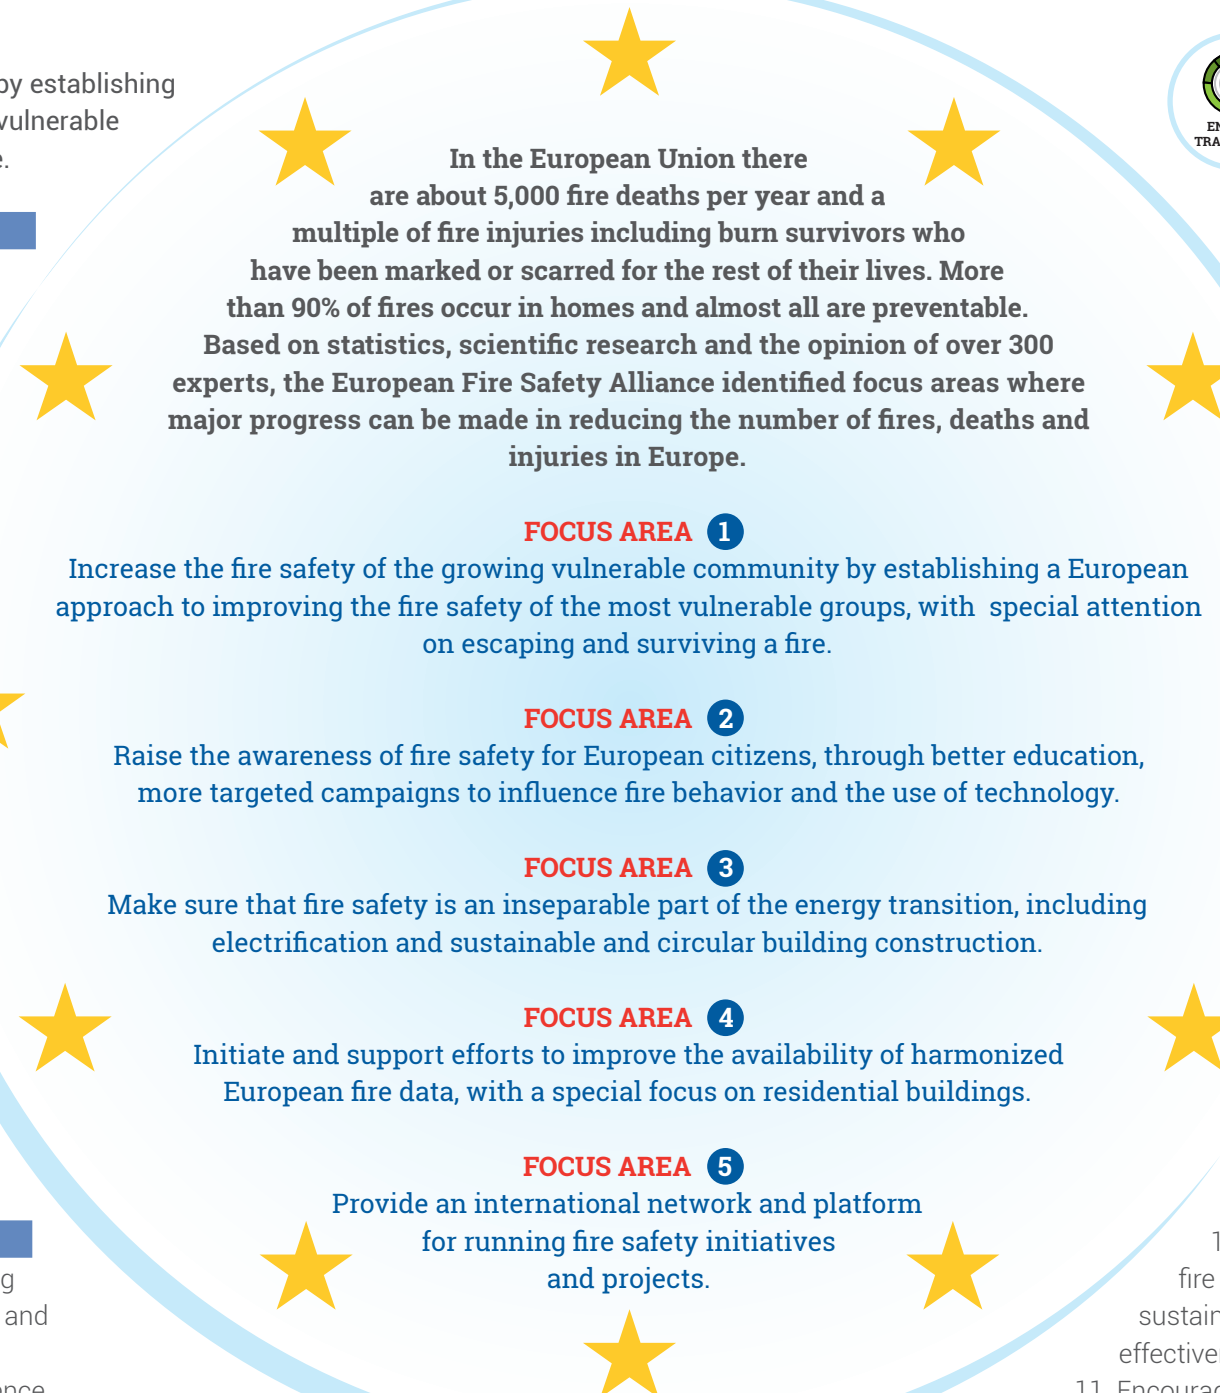 by establishing
vulnerable
In the European Union there
are about 5,000 fire deaths per year and a
multiple of fire injuries including burn survivors who
have been marked or scarred for the rest of their lives. More
than 90% of fires occur in homes and almost all are preventable.
Based on statistics, scientific research and the opinion of over 300
experts, the European Fire Safety Alliance identified focus areas where
major progress can be made in reducing the number of fires, deaths and
injuries in Europe.
FOCUS AREA 1
Increase the fire safety of the growing vulnerable community by establishing a European
approach to improving the fire safety of the most vulnerable groups, with special attention
on escaping and surviving a fire.
FOCUS AREA 2
Raise the awareness of fire safety for European citizens, through better education,
more targeted campaigns to influence fire behavior and the use of technology.
FOCUS AREA 3
Make sure that fire safety is an inseparable part of the energy transition, including
electrification and sustainable and circular building construction.
FOCUS AREA 4
Initiate and support efforts to improve the availability of harmonized
European fire data, with a special focus on residential buildings.
FOCUS AREA 5
Provide an international network and platform
for running fire safety initiatives
and projects.
and
fire
11.